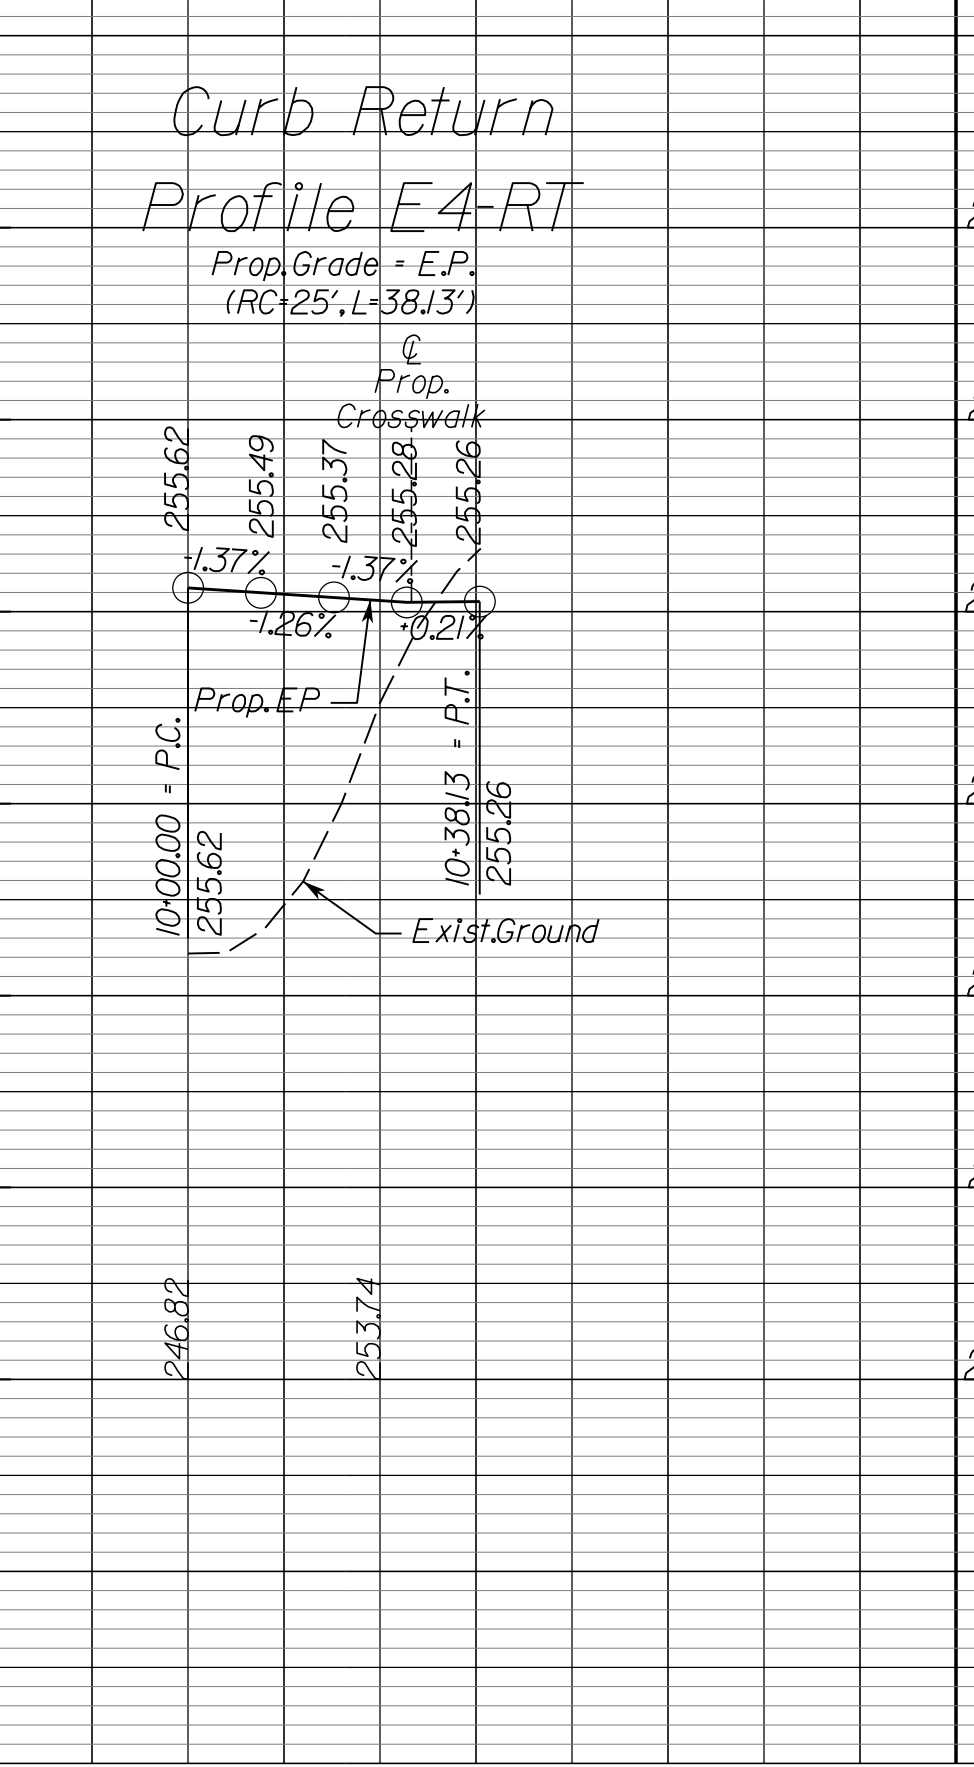 Curb Return
Profile E4-RT
Prop. Grade = E.P.
(RC=25', L=38.13')
℄
Prop.
Crosswalk
255.62
255.49
255.37
255.28
255.26
-1.37%
-1.26%
-1.37%
+0.21%
Prop. EP
10+00.00 = P.C.
255.62
10+38.13 = P.T.
255.26
Exist. Ground
246.82
253.74